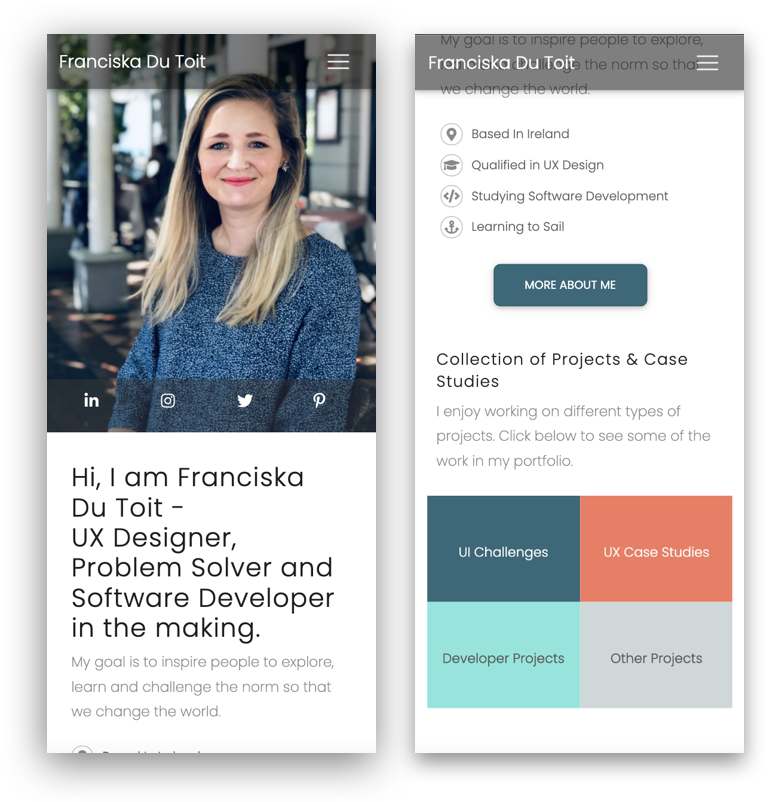 Franciska Du Toit
in
Hi, I am Franciska
Du Toit -
UX Designer,
Problem Solver and
Software Developer
in the making.
My goal is to inspire people to explore,
learn and challenge the norm so that
we change the world.
My goal is to inspire people to explore,
Franciska Du Toit
challenge the norm so that
we change the world.
Based In Ireland
Qualified in UX Design
Studying Software Development
Learning to Sail
MORE ABOUT ME
Collection of Projects & Case
Studies
I enjoy working on different types of
projects. Click below to see some of the
work in my portfolio.
UI Challenges
UX Case Studies
Developer Projects
Other Projects